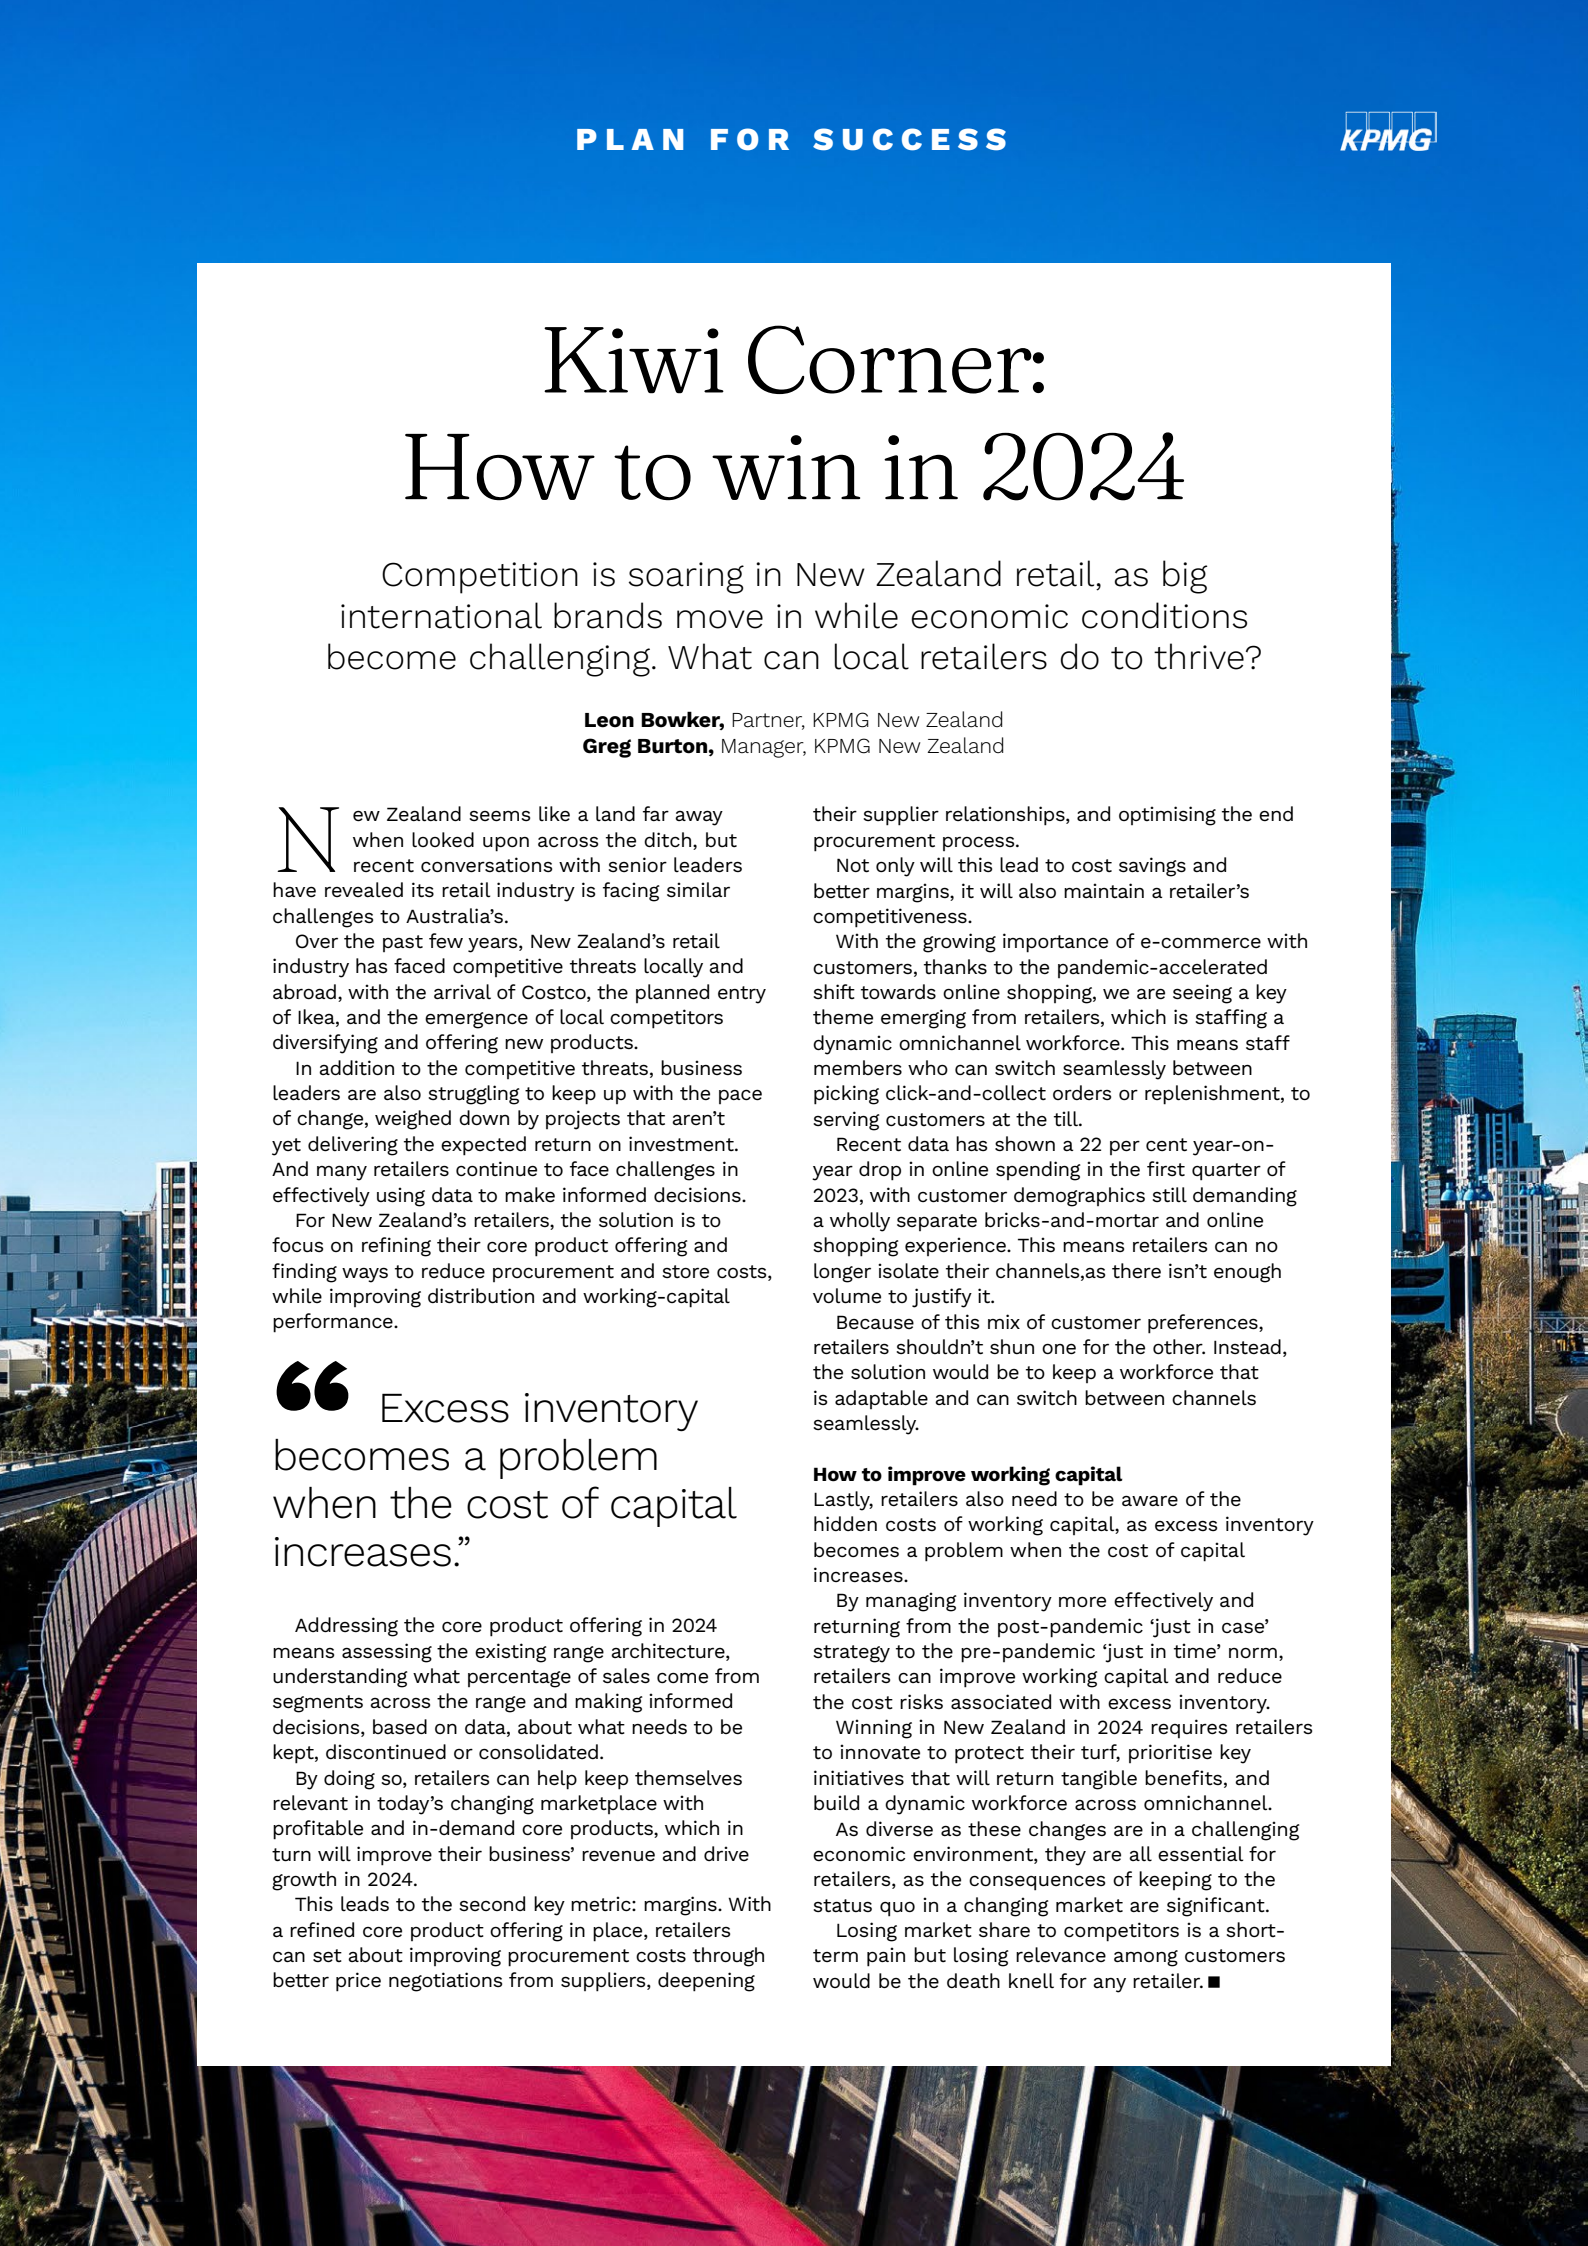 PLAN FOR SUCCESS
KPMG
Kiwi Corner:
How to win in 2024
Competition is soaring in New Zealand retail, as big
international brands move in while economic conditions
become challenging. What can local retailers do to thrive?
Leon Bowker, Partner, KPMG New Zealand
Greg Burton, Manager, KPMG New Zealand
New Zealand seems like a land far away
when looked upon across the ditch, but
recent conversations with senior leaders
have revealed its retail industry is facing similar
challenges to Australia’s.
Over the past few years, New Zealand’s retail
industry has faced competitive threats locally and
abroad, with the arrival of Costco, the planned entry
of Ikea, and the emergence of local competitors
diversifying and offering new products.
In addition to the competitive threats, business
leaders are also struggling to keep up with the pace
of change, weighed down by projects that aren’t
yet delivering the expected return on investment.
And many retailers continue to face challenges in
effectively using data to make informed decisions.
For New Zealand’s retailers, the solution is to
focus on refining their core product offering and
finding ways to reduce procurement and store costs,
while improving distribution and working-capital
performance.
“ Excess inventory
becomes a problem
when the cost of capital
increases.”
Addressing the core product offering in 2024
means assessing the existing range architecture,
understanding what percentage of sales come from
segments across the range and making informed
decisions, based on data, about what needs to be
kept, discontinued or consolidated.
By doing so, retailers can help keep themselves
relevant in today’s changing marketplace with
profitable and in-demand core products, which in
turn will improve their business’ revenue and drive
growth in 2024.
This leads to the second key metric: margins. With
a refined core product offering in place, retailers
can set about improving procurement costs through
better price negotiations from suppliers, deepening
their supplier relationships, and optimising the end
procurement process.
Not only will this lead to cost savings and
better margins, it will also maintain a retailer’s
competitiveness.
With the growing importance of e-commerce with
customers, thanks to the pandemic-accelerated
shift towards online shopping, we are seeing a key
theme emerging from retailers, which is staffing a
dynamic omnichannel workforce. This means staff
members who can switch seamlessly between
picking click-and-collect orders or replenishment, to
serving customers at the till.
Recent data has shown a 22 per cent year-on-
year drop in online spending in the first quarter of
2023, with customer demographics still demanding
a wholly separate bricks-and-mortar and online
shopping experience. This means retailers can no
longer isolate their channels,as there isn’t enough
volume to justify it.
Because of this mix of customer preferences,
retailers shouldn’t shun one for the other. Instead,
the solution would be to keep a workforce that
is adaptable and can switch between channels
seamlessly.
How to improve working capital
Lastly, retailers also need to be aware of the
hidden costs of working capital, as excess inventory
becomes a problem when the cost of capital
increases.
By managing inventory more effectively and
returning from the post-pandemic ‘just in case’
strategy to the pre-pandemic ‘just in time’ norm,
retailers can improve working capital and reduce
the cost risks associated with excess inventory.
Winning in New Zealand in 2024 requires retailers
to innovate to protect their turf, prioritise key
initiatives that will return tangible benefits, and
build a dynamic workforce across omnichannel.
As diverse as these changes are in a challenging
economic environment, they are all essential for
retailers, as the consequences of keeping to the
status quo in a changing market are significant.
Losing market share to competitors is a short-
term pain but losing relevance among customers
would be the death knell for any retailer. ■